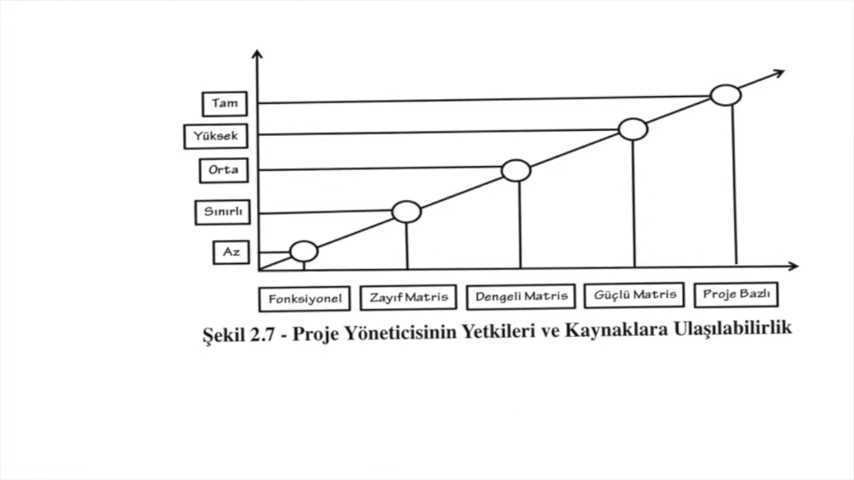 Tam
Yüksek
Orta
Sınırlı
Az
Fonksiyonel
Zayıf Matris
Dengeli Matris
Güçlü Matris
Proje Bazlı
Şekil 2.7 - Proje Yöneticisinin Yetkileri ve Kaynaklara Ulaşılabilirlik